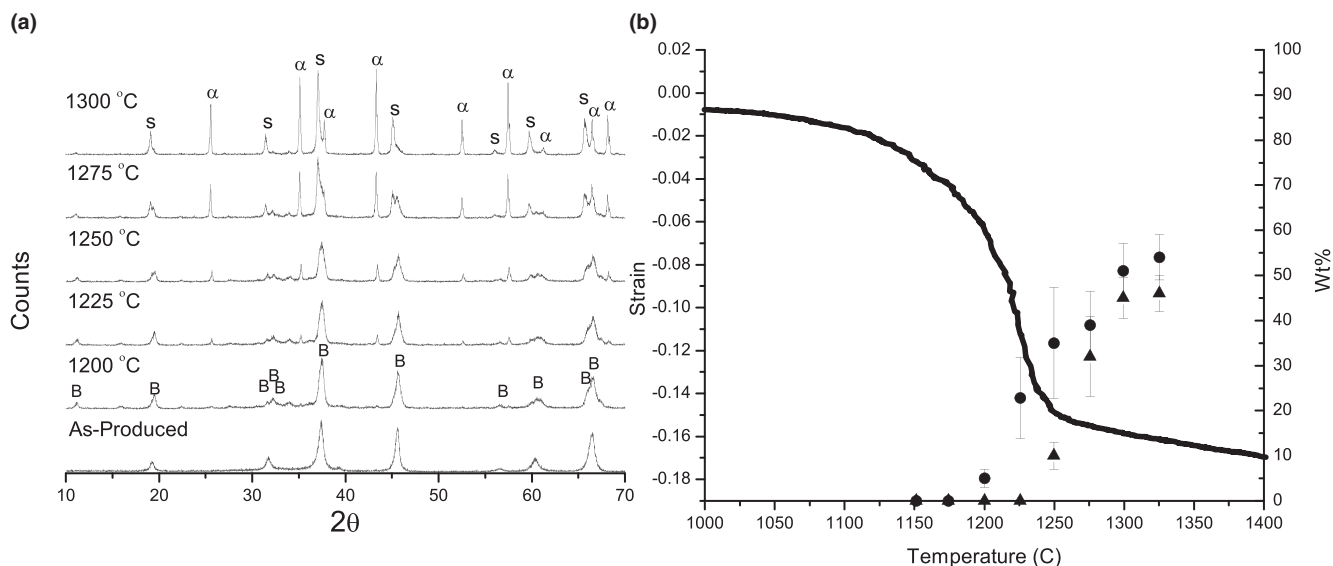 (a)
α s α α α s α α
1300 °C s α s s α s s α
1275 °C
1250 °C
1225 °C
1200 °C
B B B B B B B B B B B
As-Produced
10 20 30 40 50 60 70
2θ
Counts
(b)
0.02
0.00
-0.02
-0.04
-0.06
-0.08
-0.10
-0.12
-0.14
-0.16
-0.18
Strain
1000 1050 1100 1150 1200 1250 1300 1350 1400
Temperature (C)
100
90
80
70
60
50
40
30
20
10
0
Wt%